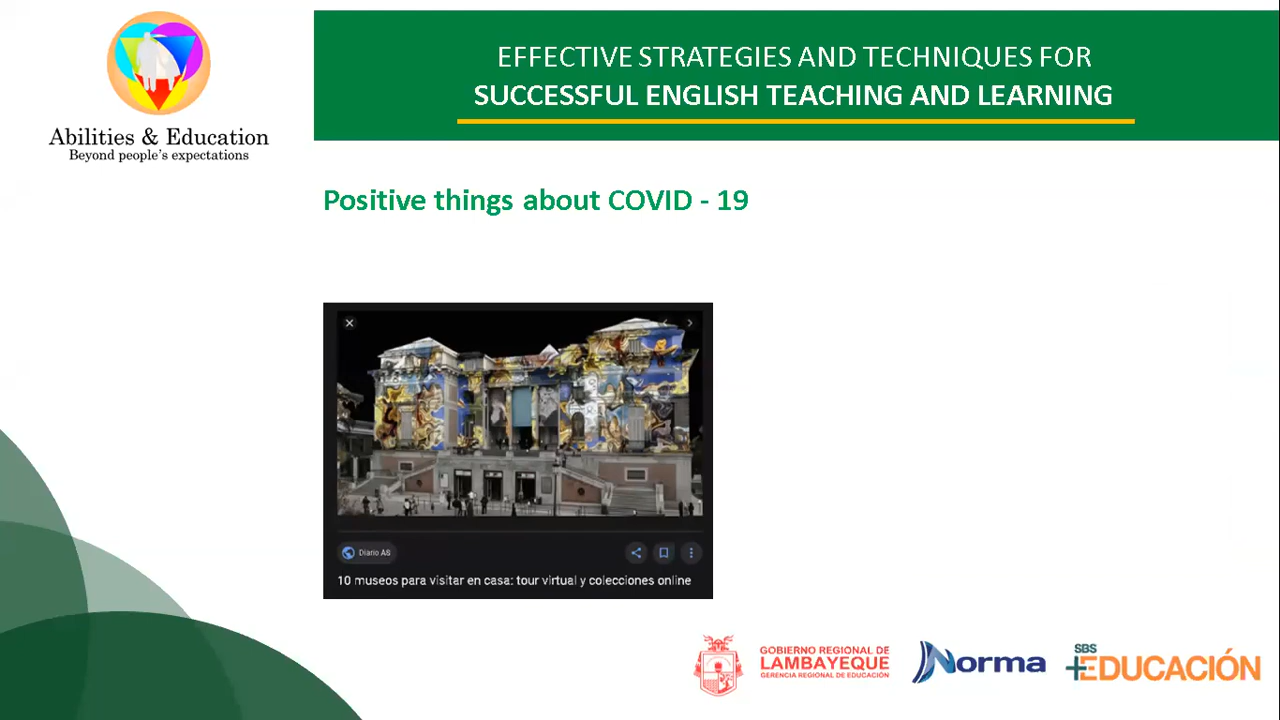 Abilities & Education
Beyond people's expectations
EFFECTIVE STRATEGIES AND TECHNIQUES FOR
SUCCESSFUL ENGLISH TEACHING AND LEARNING
Positive things about COVID - 19
Diario AS
10 museos para visitar en casa: tour virtual y colecciones online
GOBIERNO REGIONAL DE
LAMBAYEQUE
GERENCIA REGIONAL DE EDUCACIÓN
Norma
SBS
+EDUCACIÓN